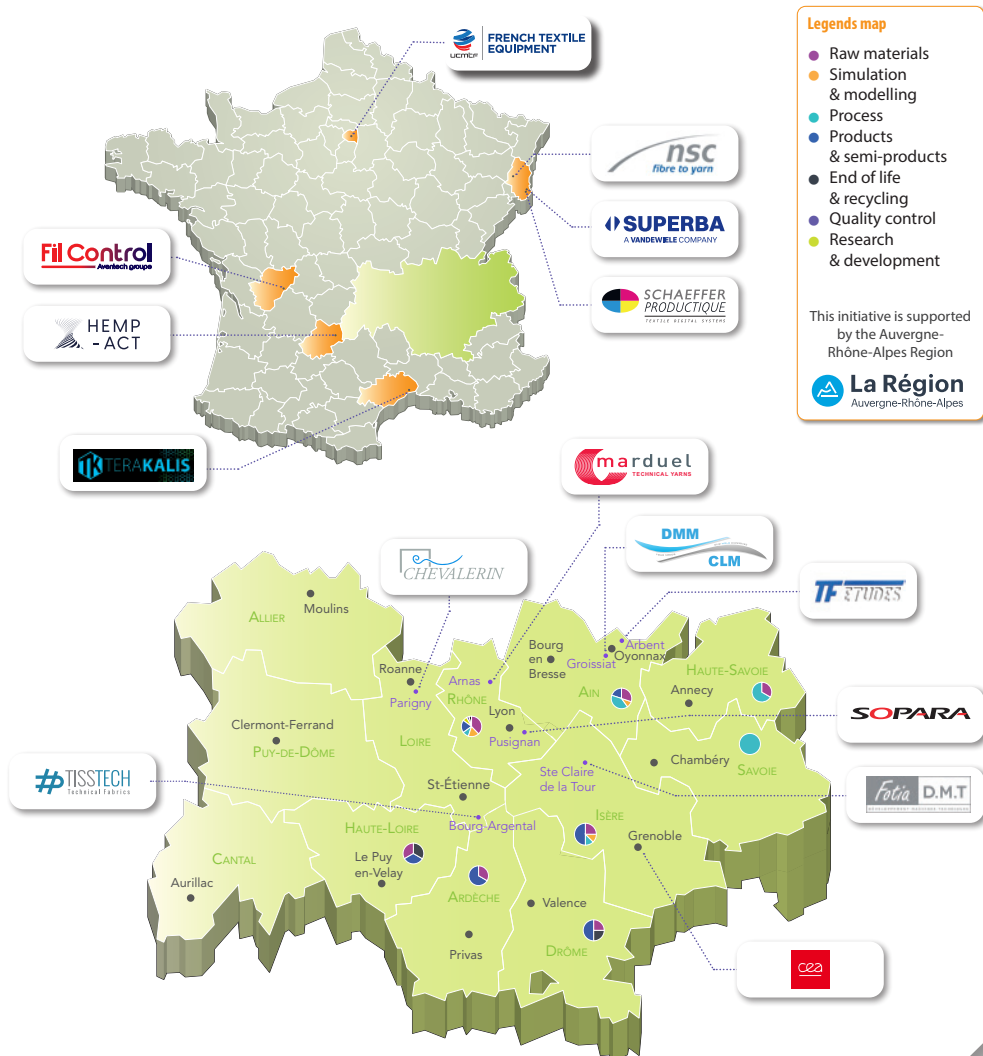 UCMTF
FRENCH TEXTILE
EQUIPMENT
nsc
fibre to yarn
SUPERBA
A VANDEWIELE COMPANY
SCHAEFFER
PRODUCTIQUE
TEXTILE DIGITAL SYSTEMS
Fil Control
Aventech groupe
HEMP
-ACT
TK TERAKALIS
Legends map
Raw materials
Simulation
& modelling
Process
Products
& semi-products
End of life
& recycling
Quality control
Research
& development
This initiative is supported
by the Auvergne-
Rhône-Alpes Region
La Région
Auvergne-Rhône-Alpes
marduel
TECHNICAL YARNS
DMM
CLM
CHEVALERIN
TF ETUDES
SOPARA
Fotia D.M.T
TISSTECH
Technical Fabrics
cea
ALLIER
Moulins
Roanne
Parigny
Arnas
RHÔNE
Lyon
Pusignan
Bourg
en
Bresse
Groissiat
Arbent
Oyonnax
AIN
HAUTE-SAVOIE
Annecy
Clermont-Ferrand
PUY-DE-DÔME
LOIRE
St-Étienne
Ste Claire
de la Tour
Chambéry
SAVOIE
Bourg-Argental
HAUTE-LOIRE
Le Puy
en-Velay
ISÈRE
Grenoble
CANTAL
Aurillac
ARDÈCHE
Privas
Valence
DRÔME